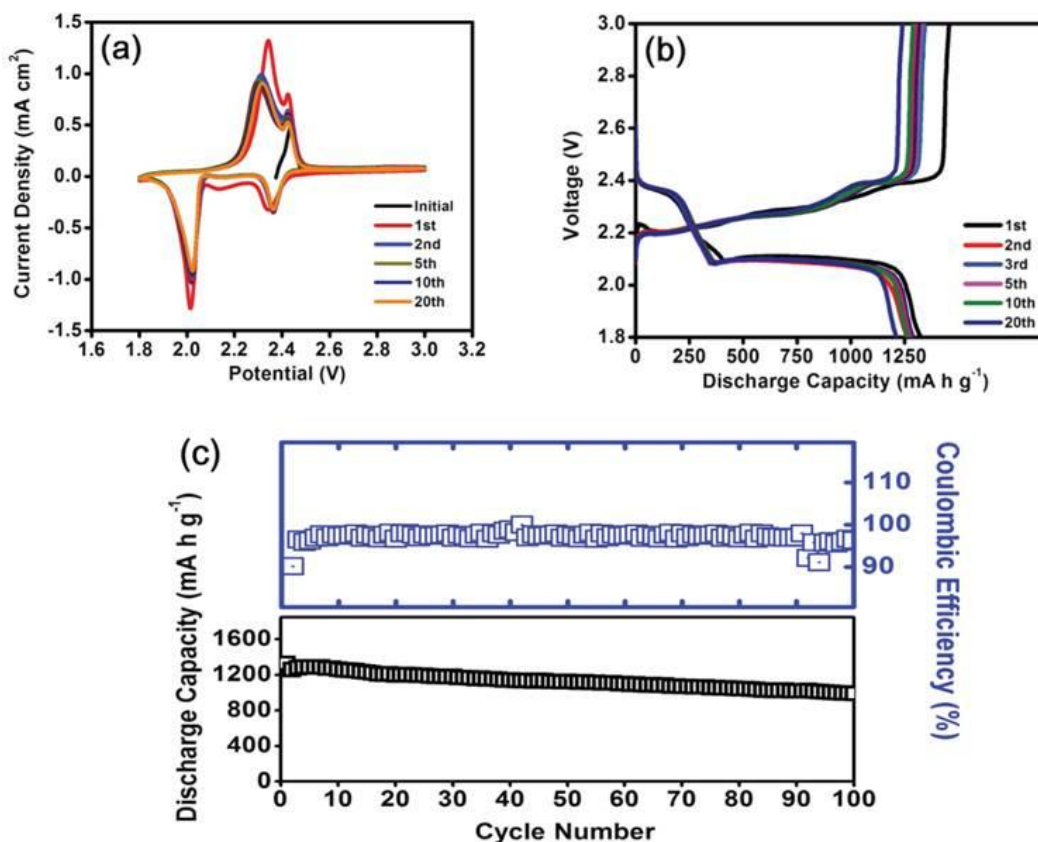 (a)
Current Density (mA cm²)
1.5
1.0
0.5
0.0
-0.5
-1.0
-1.5
1.6 1.8 2.0 2.2 2.4 2.6 2.8 3.0 3.2
Potential (V)
Initial
1st
2nd
5th
10th
20th
(b)
Voltage (V)
3.0
2.6
2.4
2.2
2.0
1.8
0 250 500 750 1000 1250
Discharge Capacity (mA h g⁻¹)
1st
2nd
3rd
5th
10th
20th
(c)
Discharge Capacity (mA h g⁻¹)
1600
1200
800
400
0
0 10 20 30 40 50 60 70 80 90 100
Cycle Number
110
100
90
Coulombic Efficiency (%)